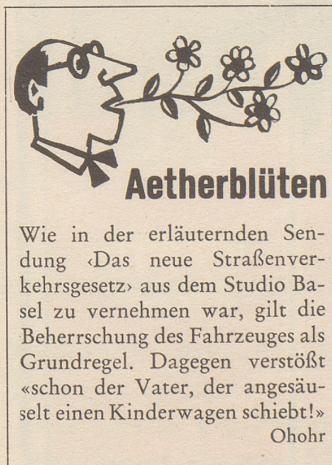 Aetherblüten
Wie in der erläuternden Sen-
dung ‹Das neue Straßenver-
kehrsgesetz› aus dem Studio Ba-
sel zu vernehmen war, gilt die
Beherrschung des Fahrzeuges als
Grundregel. Dagegen verstößt
«schon der Vater, der angesäu-
selt einen Kinderwagen schiebt!»
Ohohr